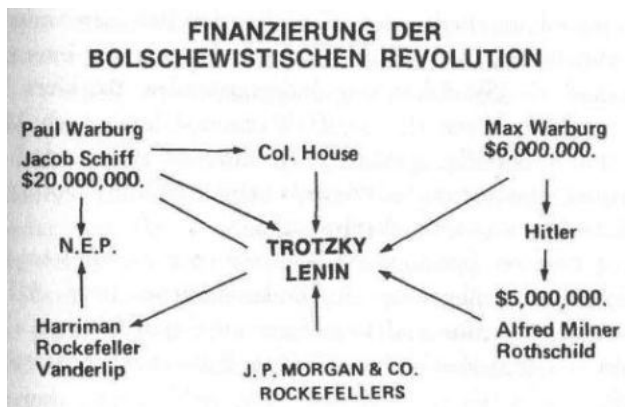 FINANZIERUNG DER
BOLSCHEWISTISCHEN REVOLUTION
Paul Warburg
Jacob Schiff
$20,000,000.
Col. House
Max Warburg
$6,000,000.
N.E.P.
TROTZKY
LENIN
Hitler
$5,000,000.
Alfred Milner
Rothschild
Harriman
Rockefeller
Vanderlip
J. P. MORGAN & CO.
ROCKEFELLERS